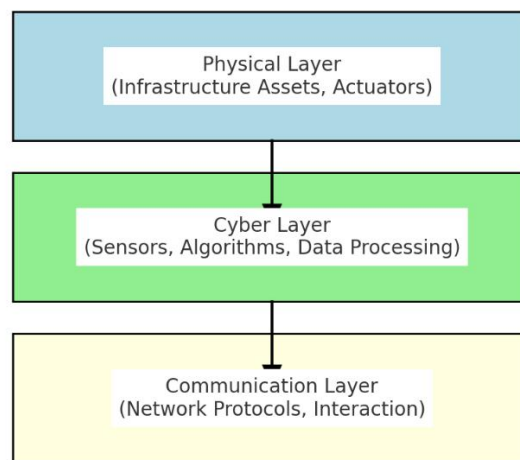 Physical Layer
(Infrastructure Assets, Actuators)
Cyber Layer
(Sensors, Algorithms, Data Processing)
Communication Layer
(Network Protocols, Interaction)